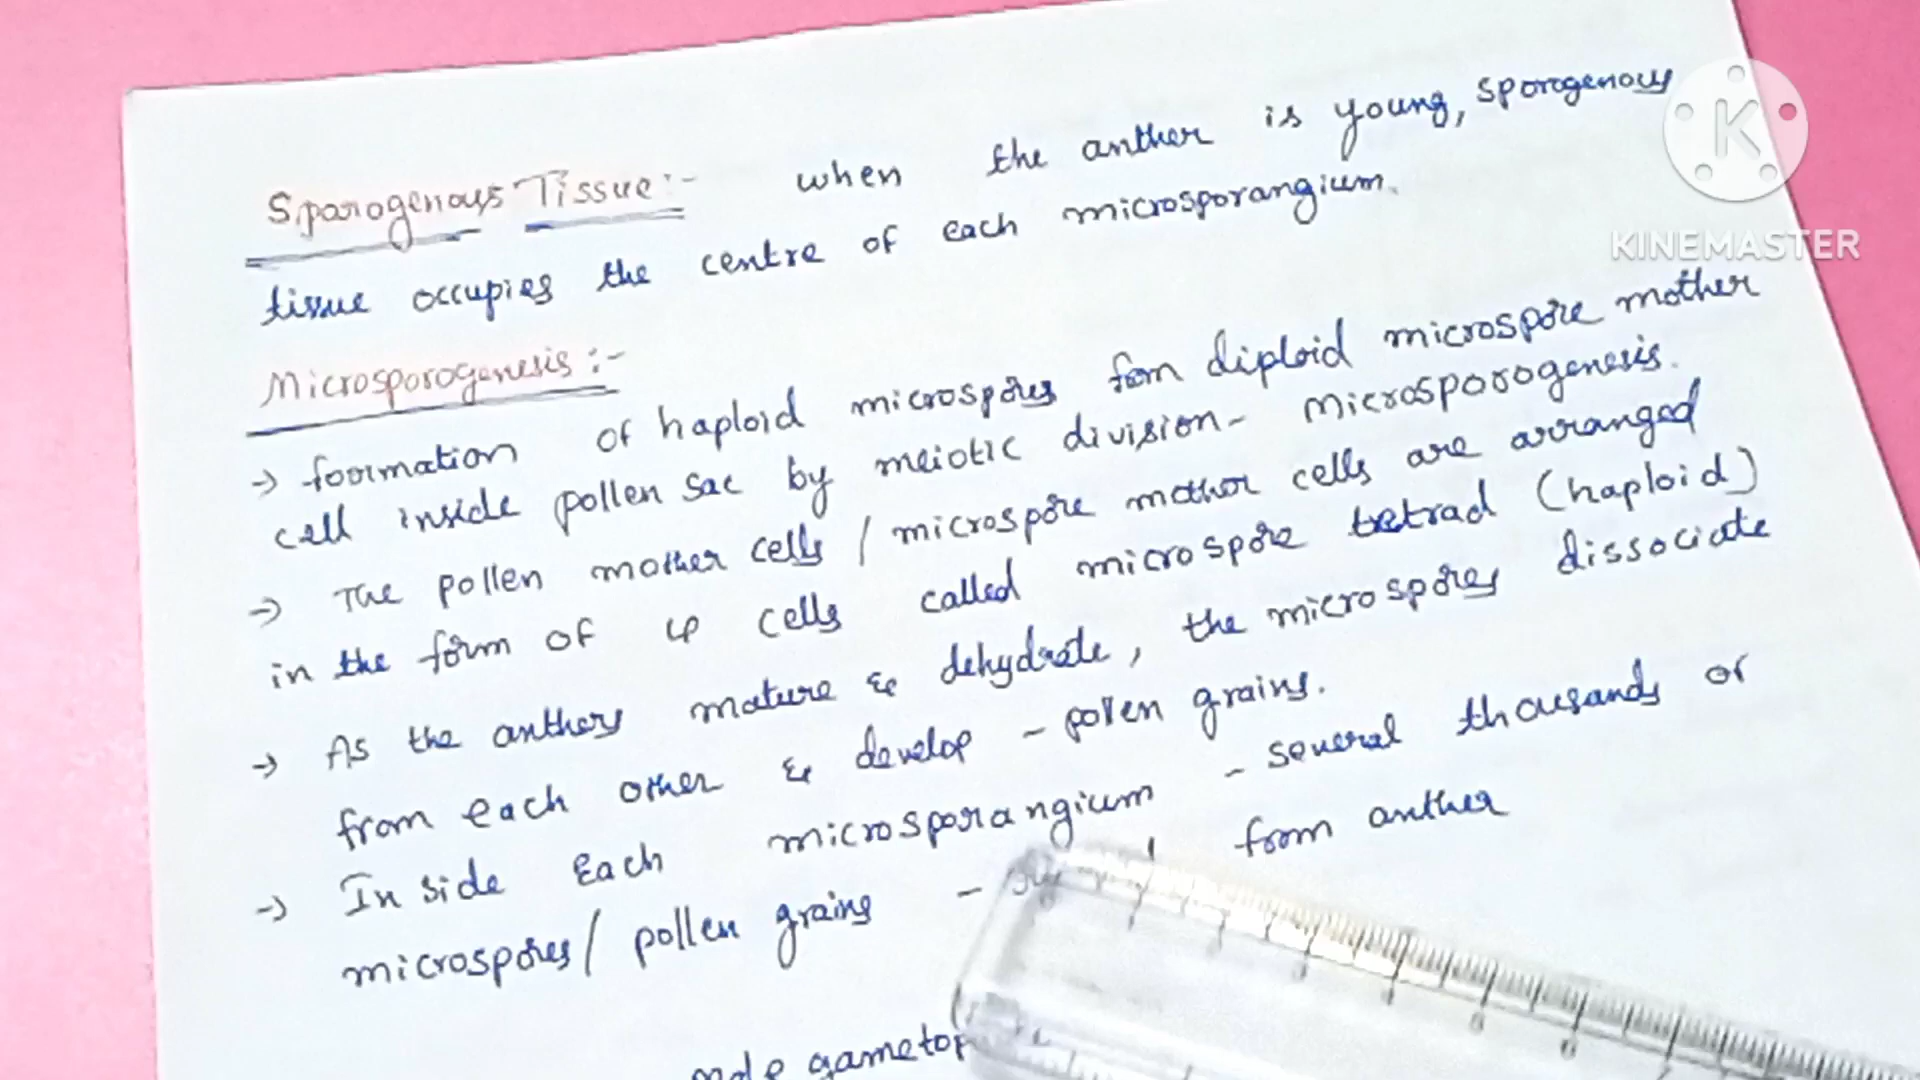 Sporogenous Tissue :- when the anther is young, sporogenous
tissue occupies the centre of each microsporangium.
Microsporogenesis :-
→ formation of haploid microspores from diploid microspore mother
cell inside pollen sac by meiotic division - Microsporogenesis.
→ The pollen mother cells / microspore mother cells are arranged
in the form of 4 cells called microspore tetrad (haploid)
→ As the anthers mature & dehydrate, the microspores dissociate
from each other & develop - pollen grains.
→ Inside Each microsporangium - several thousands or
microspores / pollen grains - from anther
male
KINEMASTER